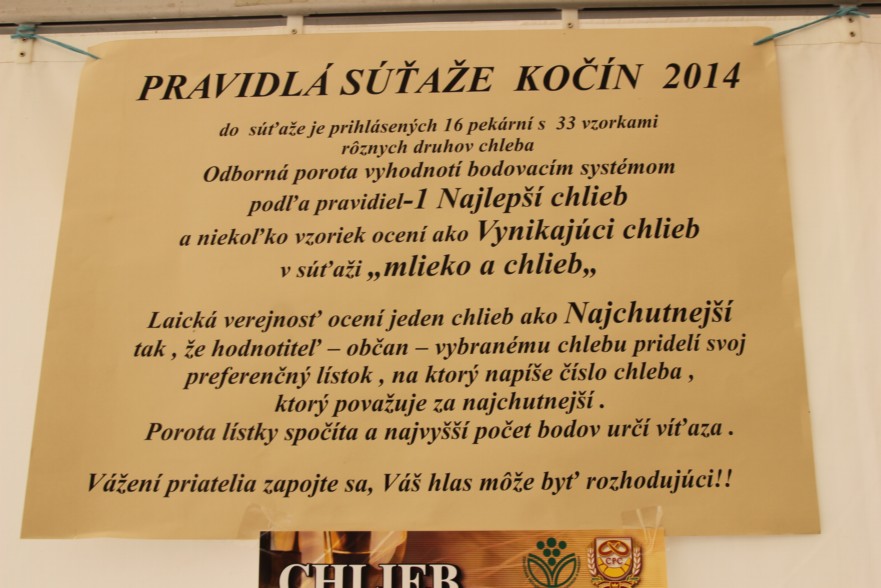 PRAVIDLÁ SÚŤAŽE KOČÍN 2014
do súťaže je prihlásených 16 pekární s 33 vzorkami
rôznych druhov chleba
Odborná porota vyhodnotí bodovacím systémom
podľa pravidiel-1 Najlepší chlieb
a niekoľko vzoriek ocení ako Vynikajúci chlieb
v súťaži „mlieko a chlieb„
Laická verejnosť ocení jeden chlieb ako Najchutnejší
tak , že hodnotiteľ – občan – vybranému chlebu pridelí svoj
preferenčný lístok , na ktorý napíše číslo chleba ,
ktorý považuje za najchutnejší .
Porota lístky spočíta a najvyšší počet bodov určí víťaza .
Vážení priatelia zapojte sa, Váš hlas môže byť rozhodujúci!!
CHLIEB
CFC